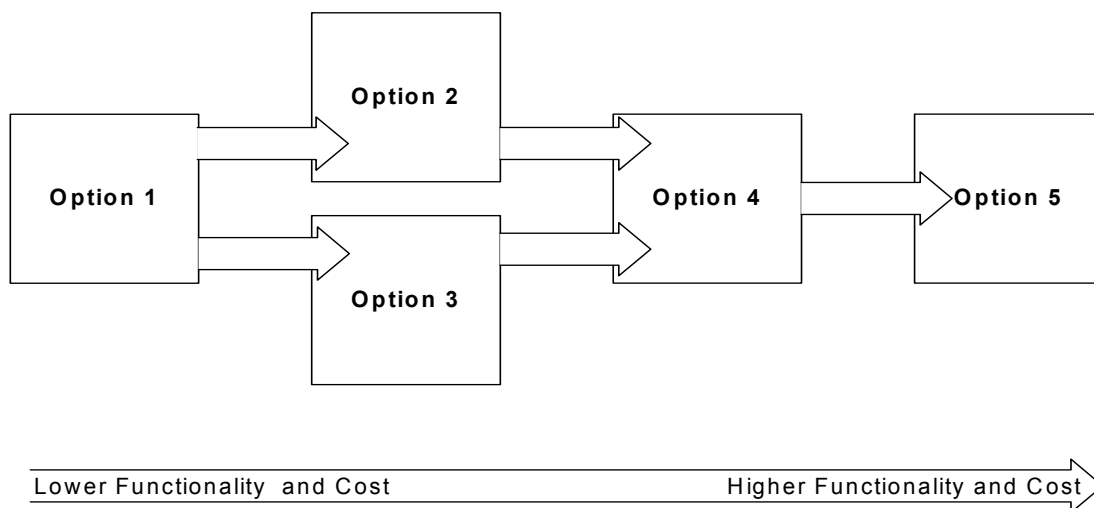 Option 2
Option 1
Option 4
Option 5
Option 3
Lower Functionality and Cost
Higher Functionality and Cost